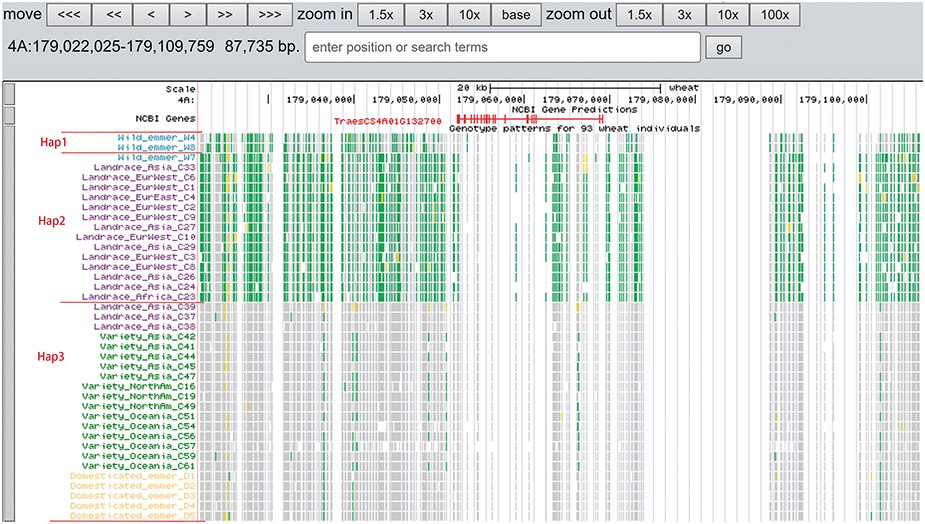 move <<< << < > >> >>> zoom in 1.5x 3x 10x base zoom out 1.5x 3x 10x 100x
4A:179,022,025-179,109,759 87,735 bp. enter position or search terms go
Scale 20 kb wheat
4A: 179,040,000 179,050,000 179,060,000 179,070,000 179,080,000 179,090,000 179,100,000
NCBI Gene Predictions
NCBI Genes TraesCS4A01G132700
Genotype patterns for 93 wheat individuals
Hap1
Wild_emmer_W4
Wild_emmer_W8
Hap2
Wild_emmer_W7
Landrace_Asia_C33
Landrace_EurWest_C6
Landrace_EurWest_C1
Landrace_EurEast_C4
Landrace_EurWest_C2
Landrace_EurWest_C9
Landrace_Asia_C27
Landrace_EurWest_C10
Landrace_Asia_C29
Landrace_EurWest_C3
Landrace_EurWest_C8
Landrace_Asia_C26
Landrace_Asia_C24
Landrace_Africa_C23
Hap3
Landrace_Asia_C39
Landrace_Asia_C37
Landrace_Asia_C38
Variety_Asia_C42
Variety_Asia_C41
Variety_Asia_C44
Variety_Asia_C45
Variety_Asia_C47
Variety_NorthAm_C16
Variety_NorthAm_C19
Variety_NorthAm_C49
Variety_Oceania_C51
Variety_Oceania_C54
Variety_Oceania_C56
Variety_Oceania_C57
Variety_Oceania_C59
Variety_Oceania_C61
Domesticated_emmer_D1
Domesticated_emmer_D2
Domesticated_emmer_D3
Domesticated_emmer_D4
Domesticated_emmer_D5